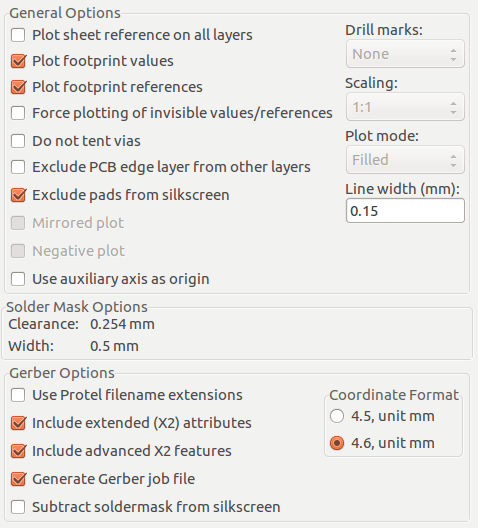 General Options
Plot sheet reference on all layers
Plot footprint values
Plot footprint references
Force plotting of invisible values/references
Do not tent vias
Exclude PCB edge layer from other layers
Exclude pads from silkscreen
Mirrored plot
Negative plot
Use auxiliary axis as origin
Drill marks:
None
Scaling:
1:1
Plot mode:
Filled
Line width (mm):
0.15
Solder Mask Options
Clearance: 0.254 mm
Width: 0.5 mm
Gerber Options
Use Protel filename extensions
Include extended (X2) attributes
Include advanced X2 features
Generate Gerber job file
Subtract soldermask from silkscreen
Coordinate Format
4.5, unit mm
4.6, unit mm